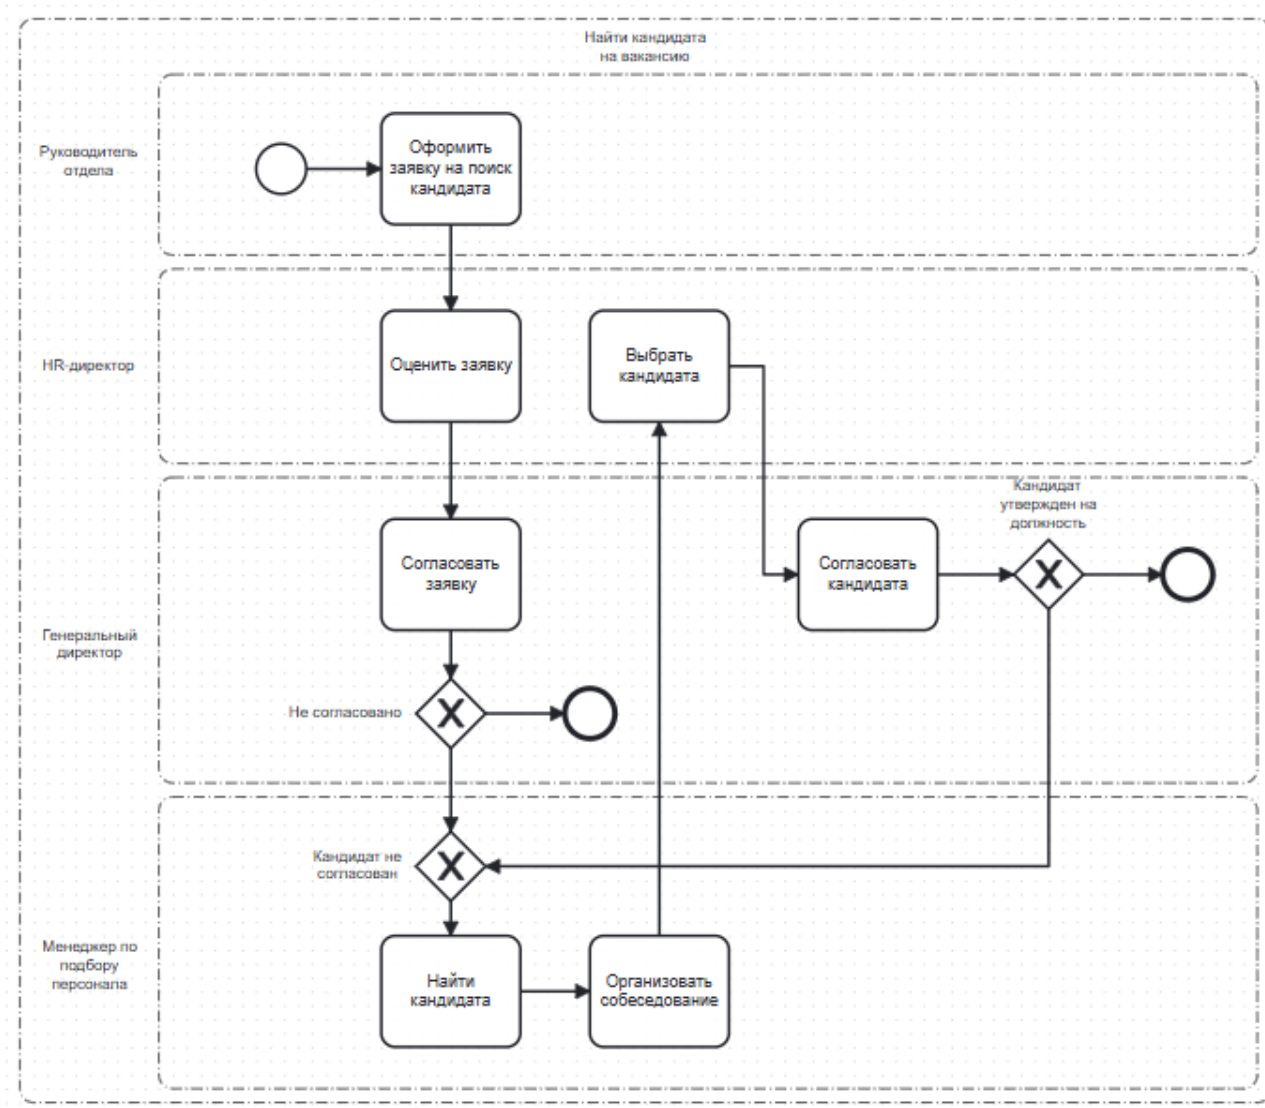 Найти кандидата
на вакансию
Руководитель
отдела
Оформить
заявку на поиск
кандидата
HR-директор
Оценить заявку
Выбрать
кандидата
Генеральный
директор
Согласовать
заявку
Согласовать
кандидата
Кандидат
утвержден на
должность
Не согласовано
Менеджер по
подбору
персонала
Кандидат не
согласован
Найти
кандидата
Организовать
собеседование